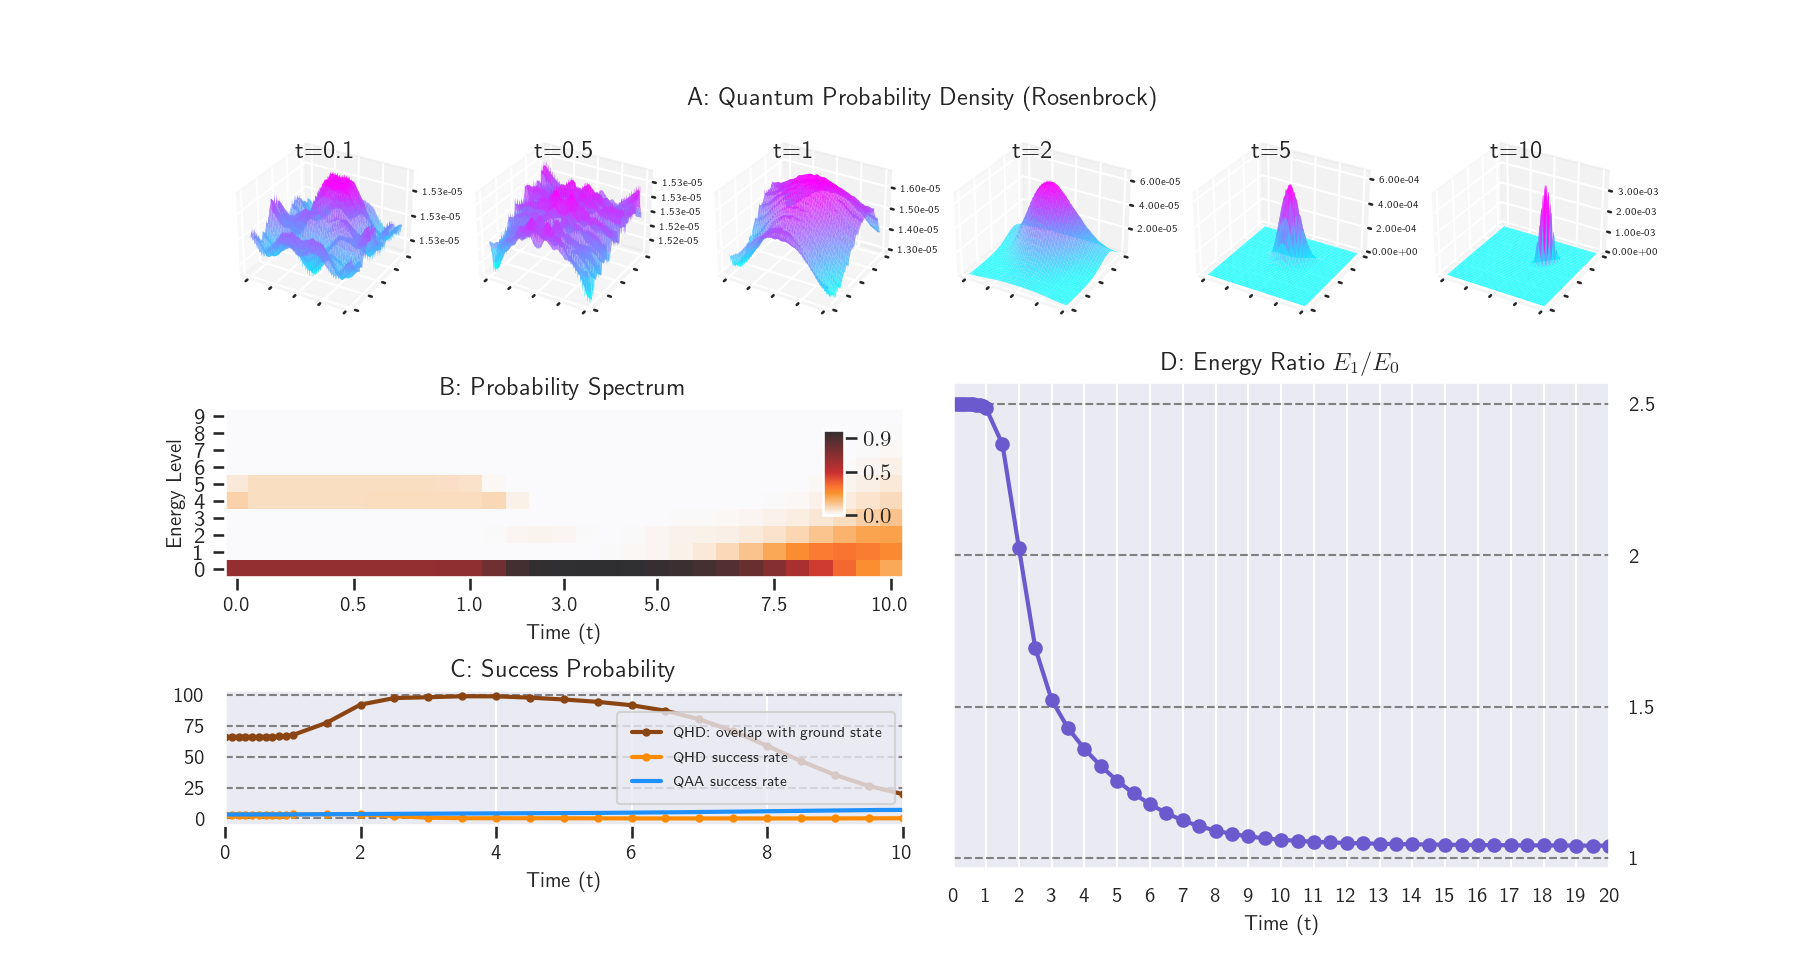 A: Quantum Probability Density (Rosenbrock)
t=0.1
t=0.5
t=1
t=2
t=5
t=10
1.53e-05
1.53e-05
1.53e-05
1.53e-05
1.53e-05
1.53e-05
1.52e-05
1.52e-05
1.60e-05
1.50e-05
1.40e-05
1.30e-05
6.00e-05
4.00e-05
2.00e-05
6.00e-04
4.00e-04
2.00e-04
0.00e+00
3.00e-03
2.00e-03
1.00e-03
0.00e+00
B: Probability Spectrum
Energy Level
9
8
7
6
5
4
3
2
1
0
0.9
0.5
0.0
0.0 0.5 1.0 3.0 5.0 7.5 10.0
Time (t)
C: Success Probability
100
75
50
25
0
QHD: overlap with ground state
QHD success rate
QAA success rate
0 2 4 6 8 10
Time (t)
D: Energy Ratio E1/E0
2.5
2
1.5
1
0 1 2 3 4 5 6 7 8 9 10 11 12 13 14 15 16 17 18 19 20
Time (t)